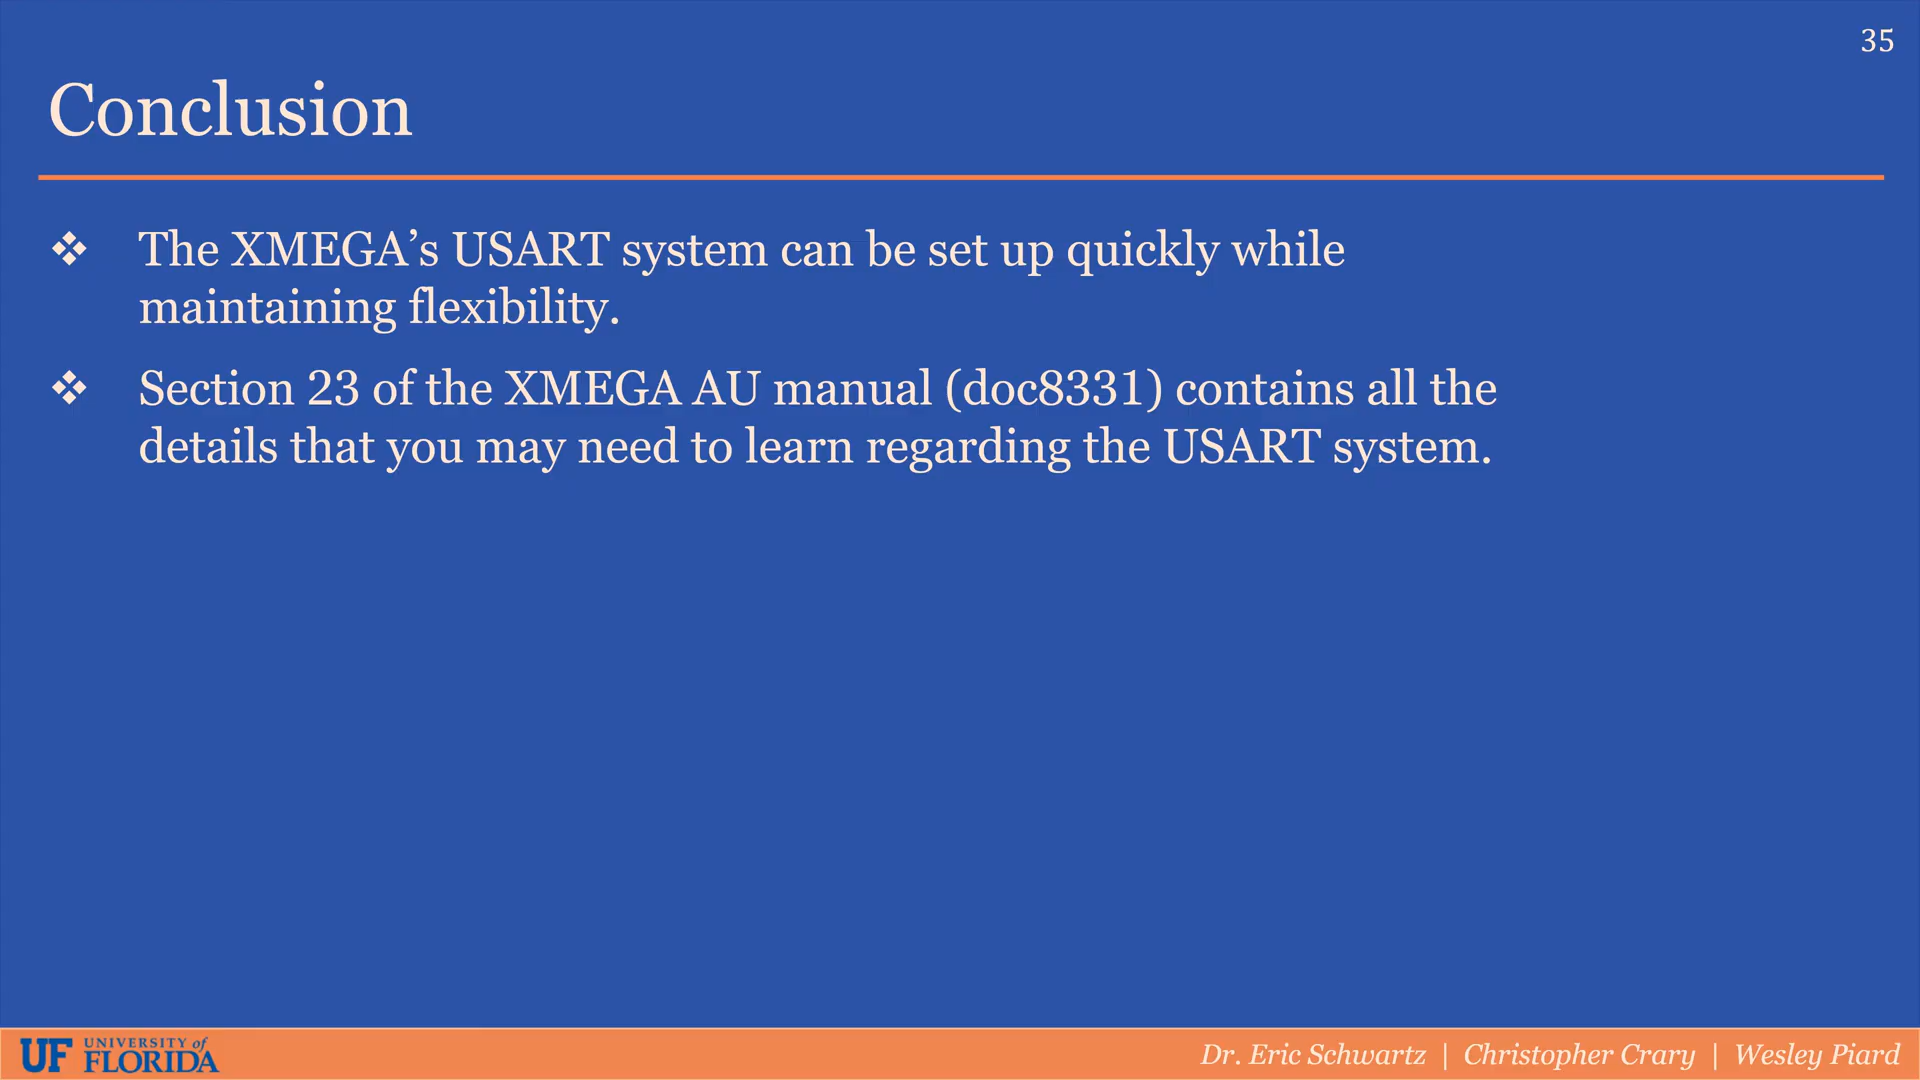 35
Conclusion
❖ The XMEGA’s USART system can be set up quickly while
maintaining flexibility.
❖ Section 23 of the XMEGA AU manual (doc8331) contains all the
details that you may need to learn regarding the USART system.
UF UNIVERSITY of
FLORIDA
Dr. Eric Schwartz | Christopher Crary | Wesley Piard